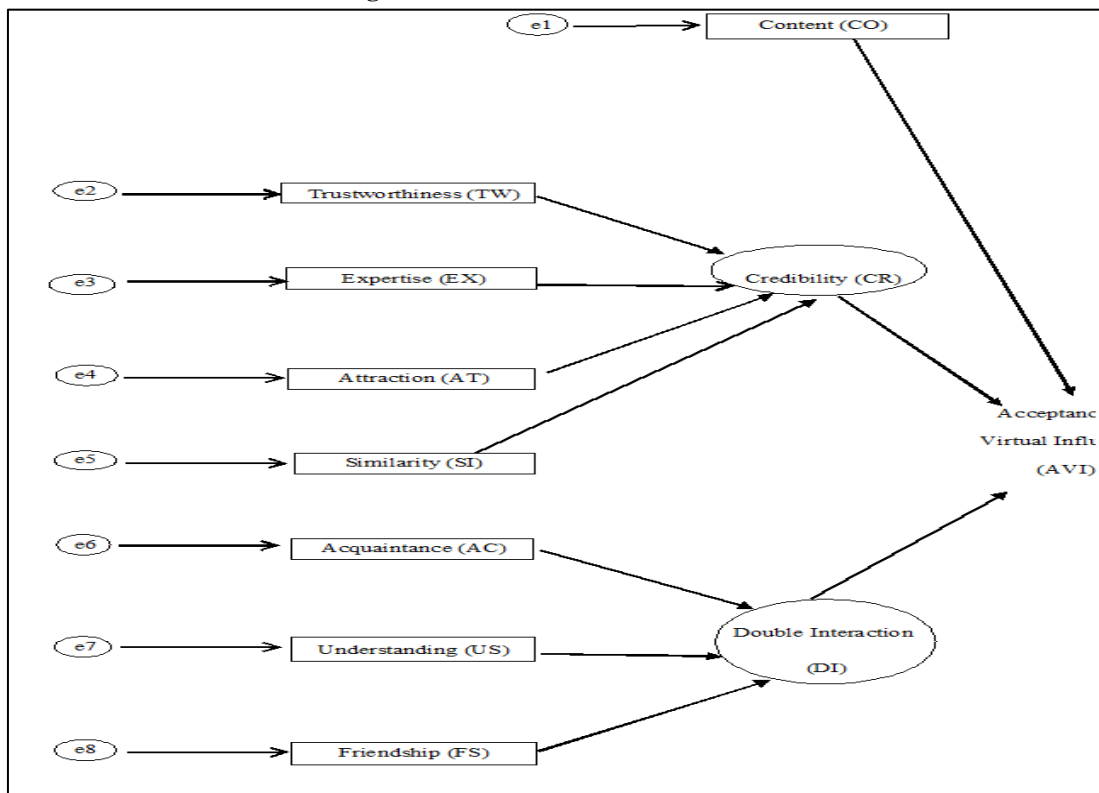 e1
Content (CO)
e2
Trustworthiness (TW)
e3
Expertise (EX)
Credibility (CR)
e4
Attraction (AT)
Virtual
(AVI)
e5
Similarity (SI)
e6
Acquaintance (AC)
e7
Understanding (US)
Double Interaction
(DI)
e8
Friendship (FS)